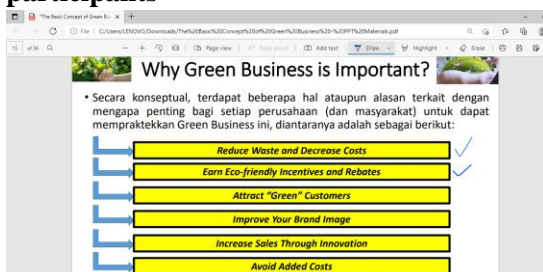 participants
"The Basic Concept of Green Bus
File | C:/Users/LENOVO/Downloads/The%20Basic%20Concept%20of%20Green%20Business%20-D-%20PPT%20Materials.pdf
of 36
Page view
Read aloud
Add text
Draw
Highlight
Erase
Why Green Business is Important?
• Secara konseptual, terdapat beberapa hal ataupun alasan terkait dengan
mengapa penting bagi setiap perusahaan (dan masyarakat) untuk dapat
mempraktekkan Green Business ini, diantaranya adalah sebagai berikut:
Reduce Waste and Decrease Costs
Earn Eco-friendly Incentives and Rebates
Attract "Green" Customers
Improve Your Brand Image
Increase Sales Through Innovation
Avoid Added Costs